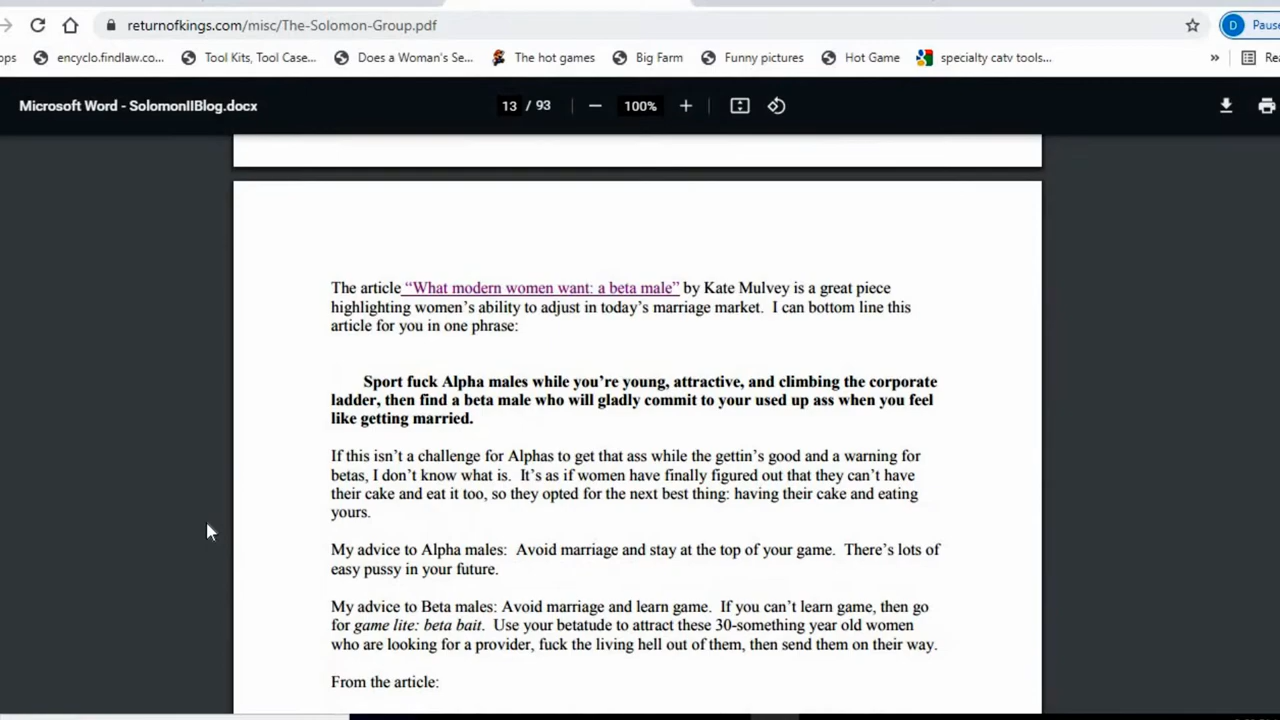 returnofkings.com/misc/The-Solomon-Group.pdf
D Pause
ops encyclo.findlaw.co... Tool Kits, Tool Case... Does a Woman's Se... The hot games Big Farm Funny pictures Hot Game specialty catv tools... »
Microsoft Word - SolomonIIBlog.docx 13 / 93 — 100% +
The article “What modern women want: a beta male” by Kate Mulvey is a great piece
highlighting women’s ability to adjust in today’s marriage market. I can bottom line this
article for you in one phrase:
Sport fuck Alpha males while you’re young, attractive, and climbing the corporate
ladder, then find a beta male who will gladly commit to your used up ass when you feel
like getting married.
If this isn’t a challenge for Alphas to get that ass while the gettin’s good and a warning for
betas, I don’t know what is. It’s as if women have finally figured out that they can’t have
their cake and eat it too, so they opted for the next best thing: having their cake and eating
yours.
My advice to Alpha males: Avoid marriage and stay at the top of your game. There’s lots of
easy pussy in your future.
My advice to Beta males: Avoid marriage and learn game. If you can’t learn game, then go
for game lite: beta bait. Use your betatude to attract these 30-something year old women
who are looking for a provider, fuck the living hell out of them, then send them on their way.
From the article: